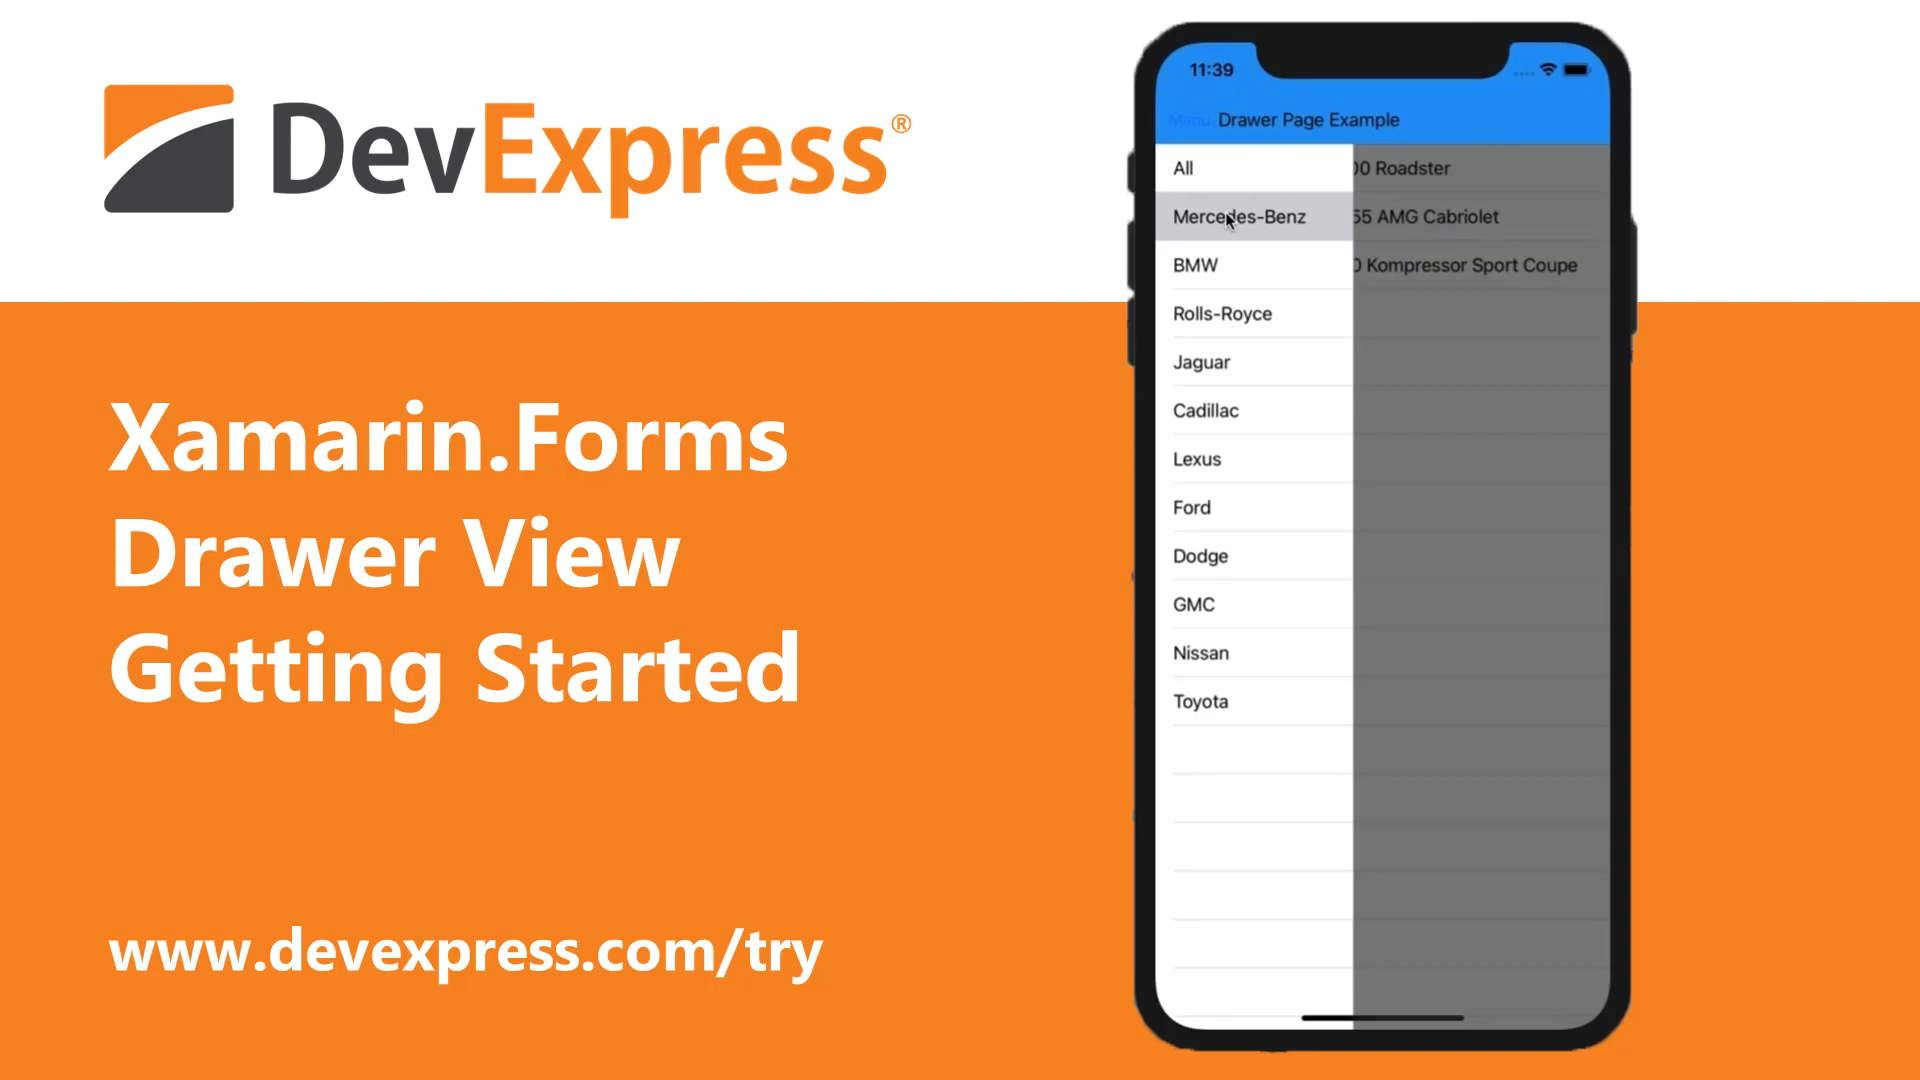 DevExpress®
Xamarin.Forms
Drawer View
Getting Started
www.devexpress.com/try
11:39
Menu Drawer Page Example
All
00 Roadster
Mercedes-Benz
55 AMG Cabriolet
BMW
0 Kompressor Sport Coupe
Rolls-Royce
Jaguar
Cadillac
Lexus
Ford
Dodge
GMC
Nissan
Toyota